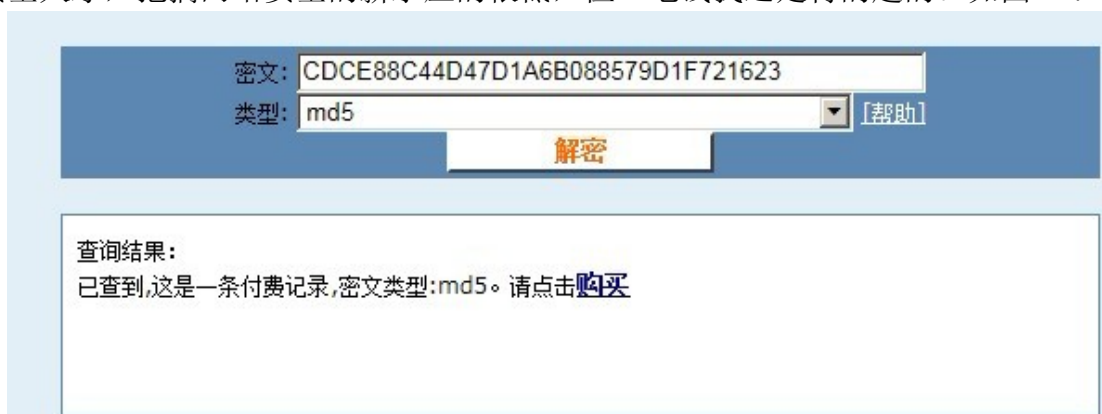 密文: CDCE88C44D47D1A6B088579D1F721623
类型: md5 [帮助]
解密
查询结果:
已查到,这是一条付费记录,密文类型:md5。请点击购买